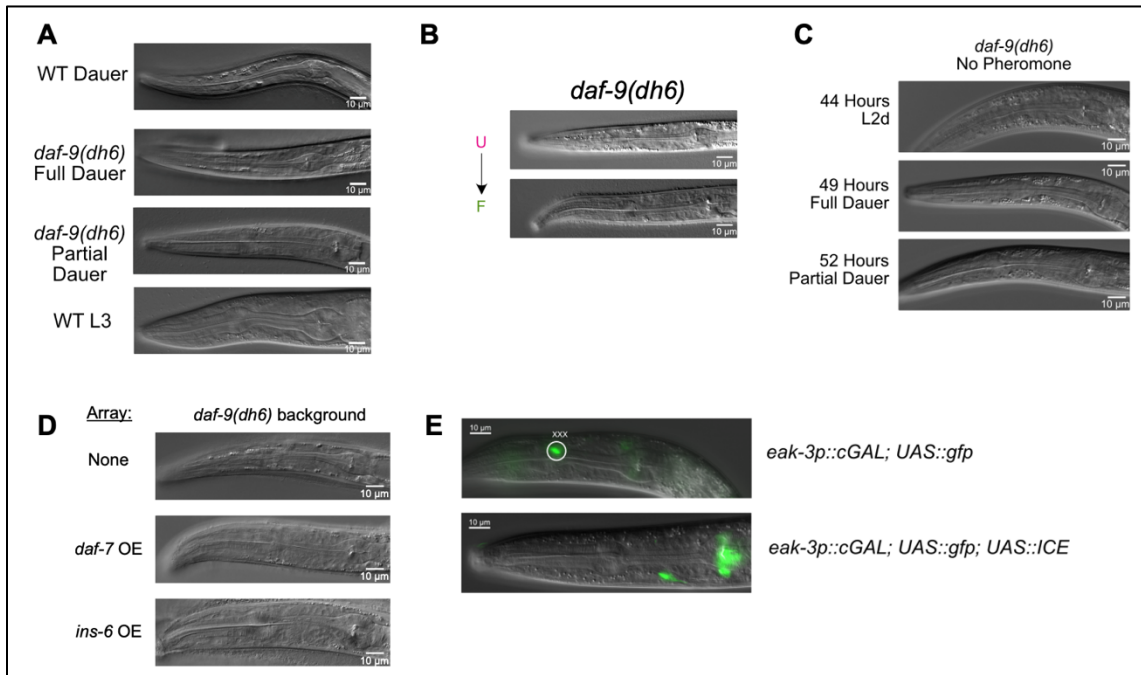 A
WT Dauer
10 µm
daf-9(dh6)
Full Dauer
10 µm
daf-9(dh6)
Partial
Dauer
10 µm
WT L3
10 µm
B
daf-9(dh6)
U
10 µm
F
10 µm
C
daf-9(dh6)
No Pheromone
44 Hours
L2d
10 µm
49 Hours
Full Dauer
10 µm
52 Hours
Partial Dauer
10 µm
D
Array:
daf-9(dh6) background
None
10 µm
daf-7 OE
10 µm
ins-6 OE
10 µm
E
10 µm
XXX
eak-3p::cGAL; UAS::gfp
10 µm
eak-3p::cGAL; UAS::gfp; UAS::ICE